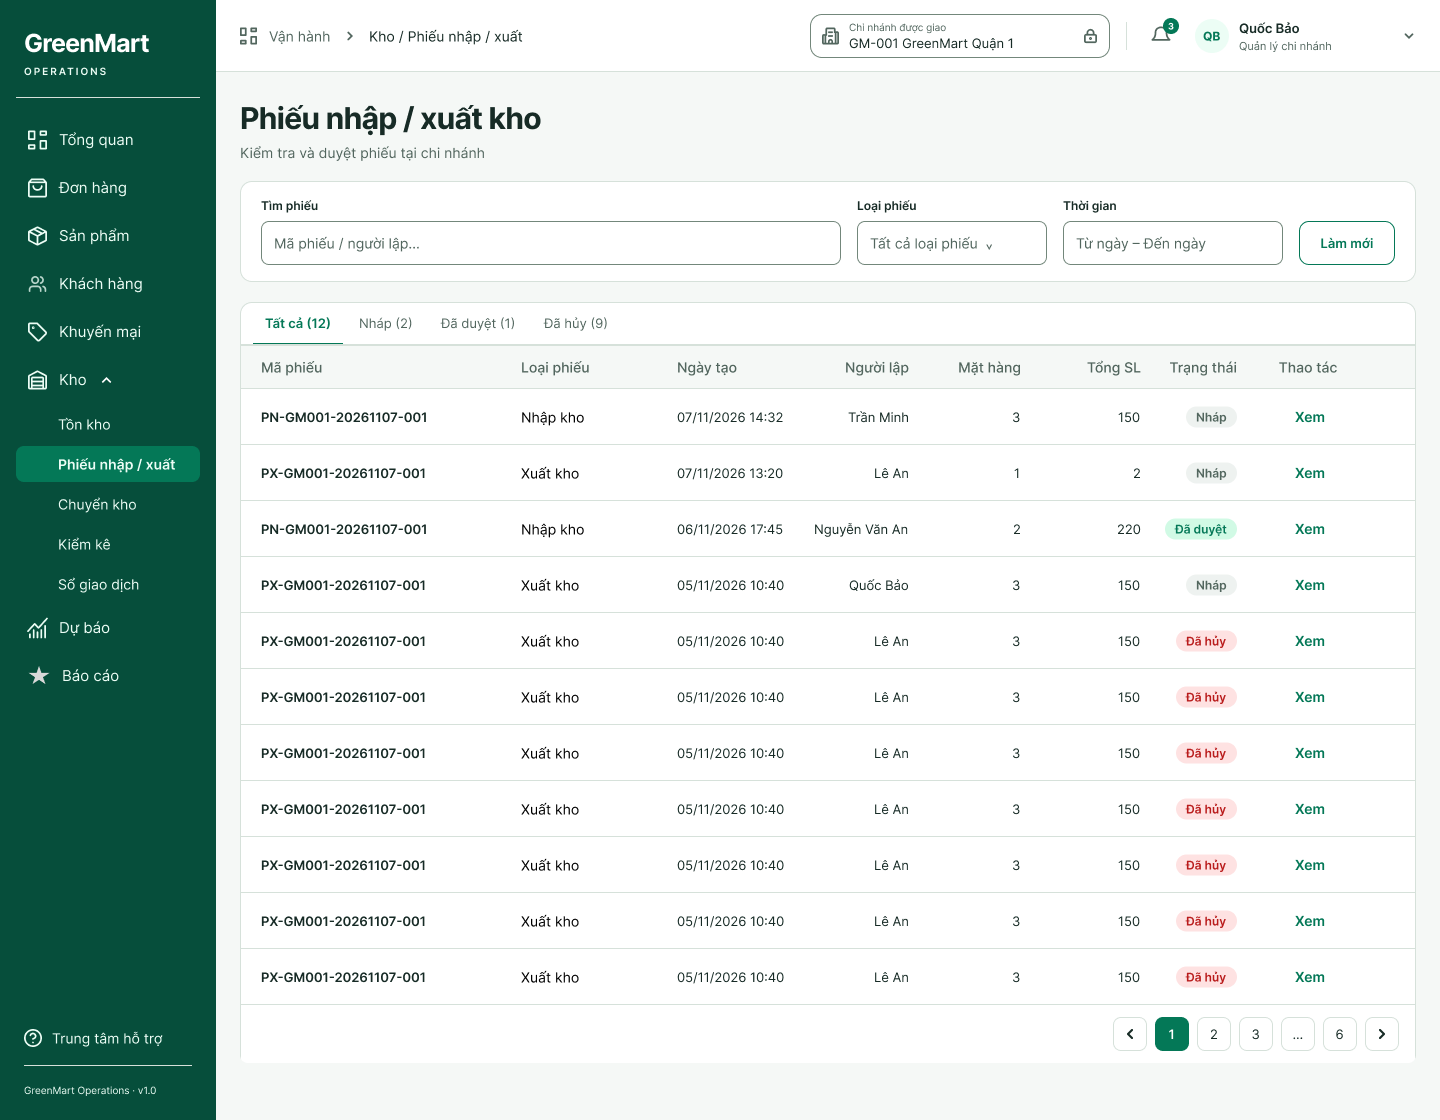 GreenMart
OPERATIONS
Tổng quan
Đơn hàng
Sản phẩm
Khách hàng
Khuyến mại
Kho
Tồn kho
Phiếu nhập / xuất
Chuyển kho
Kiểm kê
Sổ giao dịch
Dự báo
Báo cáo
Trung tâm hỗ trợ
GreenMart Operations · v1.0
Vận hành
Kho / Phiếu nhập / xuất
Chi nhánh được giao
GM-001 GreenMart Quận 1
3
QB
Quốc Bảo
Quản lý chi nhánh
Phiếu nhập / xuất kho
Kiểm tra và duyệt phiếu tại chi nhánh
Tìm phiếu
Mã phiếu / người lập...
Loại phiếu
Tất cả loại phiếu
Thời gian
Từ ngày – Đến ngày
Làm mới
Tất cả (12) Nháp (2) Đã duyệt (1) Đã hủy (9)
Mã phiếu Loại phiếu Ngày tạo Người lập Mặt hàng Tổng SL Trạng thái Thao tác
PN-GM001-20261107-001 Nhập kho 07/11/2026 14:32 Trần Minh 3 150 Nháp Xem
PX-GM001-20261107-001 Xuất kho 07/11/2026 13:20 Lê An 1 2 Nháp Xem
PN-GM001-20261107-001 Nhập kho 06/11/2026 17:45 Nguyễn Văn An 2 220 Đã duyệt Xem
PX-GM001-20261107-001 Xuất kho 05/11/2026 10:40 Quốc Bảo 3 150 Nháp Xem
PX-GM001-20261107-001 Xuất kho 05/11/2026 10:40 Lê An 3 150 Đã hủy Xem
PX-GM001-20261107-001 Xuất kho 05/11/2026 10:40 Lê An 3 150 Đã hủy Xem
PX-GM001-20261107-001 Xuất kho 05/11/2026 10:40 Lê An 3 150 Đã hủy Xem
PX-GM001-20261107-001 Xuất kho 05/11/2026 10:40 Lê An 3 150 Đã hủy Xem
PX-GM001-20261107-001 Xuất kho 05/11/2026 10:40 Lê An 3 150 Đã hủy Xem
PX-GM001-20261107-001 Xuất kho 05/11/2026 10:40 Lê An 3 150 Đã hủy Xem
PX-GM001-20261107-001 Xuất kho 05/11/2026 10:40 Lê An 3 150 Đã hủy Xem
1 2 3 ... 6